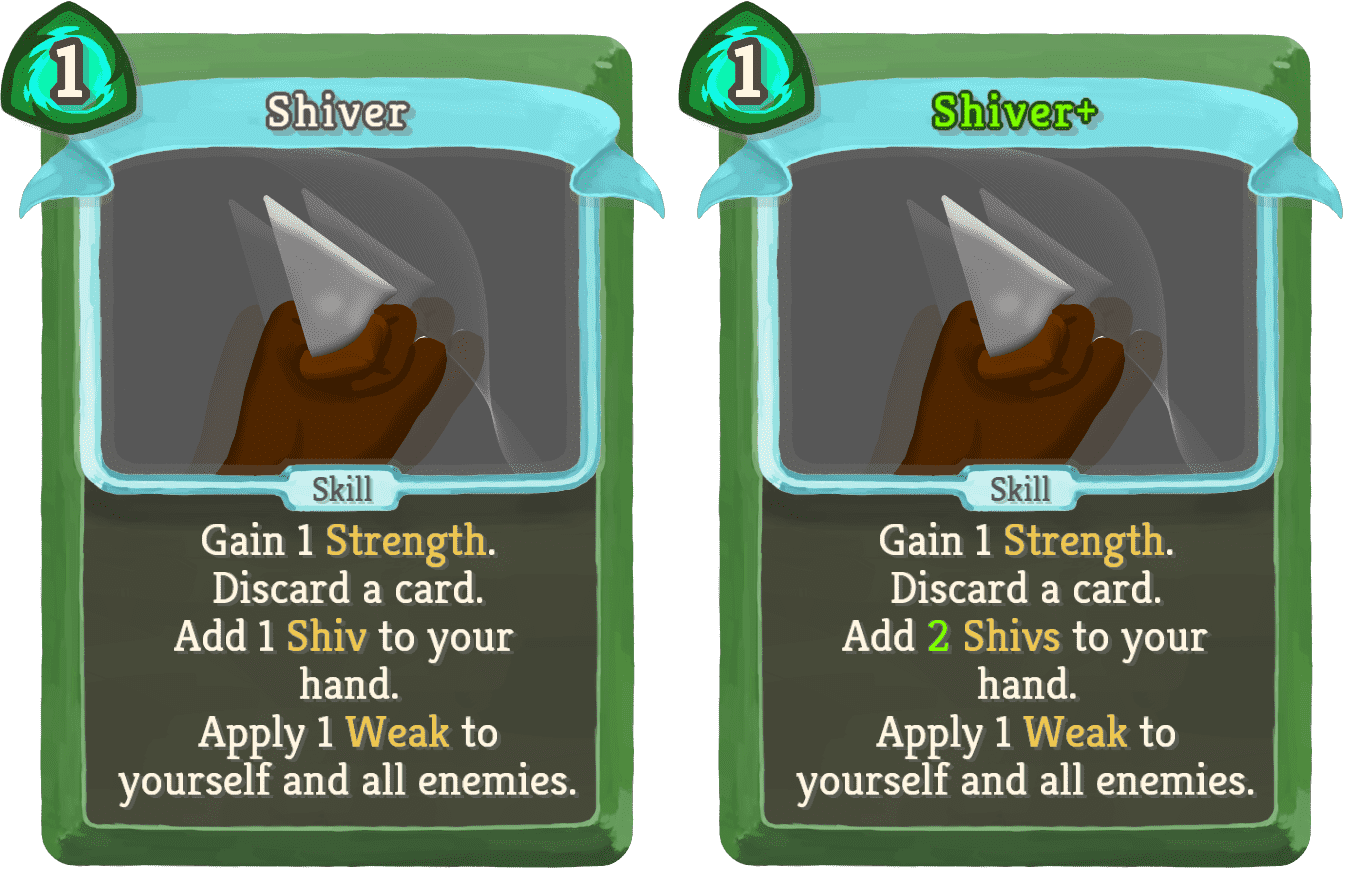 1
Shiver
Skill
Gain 1 Strength.
Discard a card.
Add 1 Shiv to your
hand.
Apply 1 Weak to
yourself and all enemies.
1
Shiver+
Skill
Gain 1 Strength.
Discard a card.
Add 2 Shivs to your
hand.
Apply 1 Weak to
yourself and all enemies.